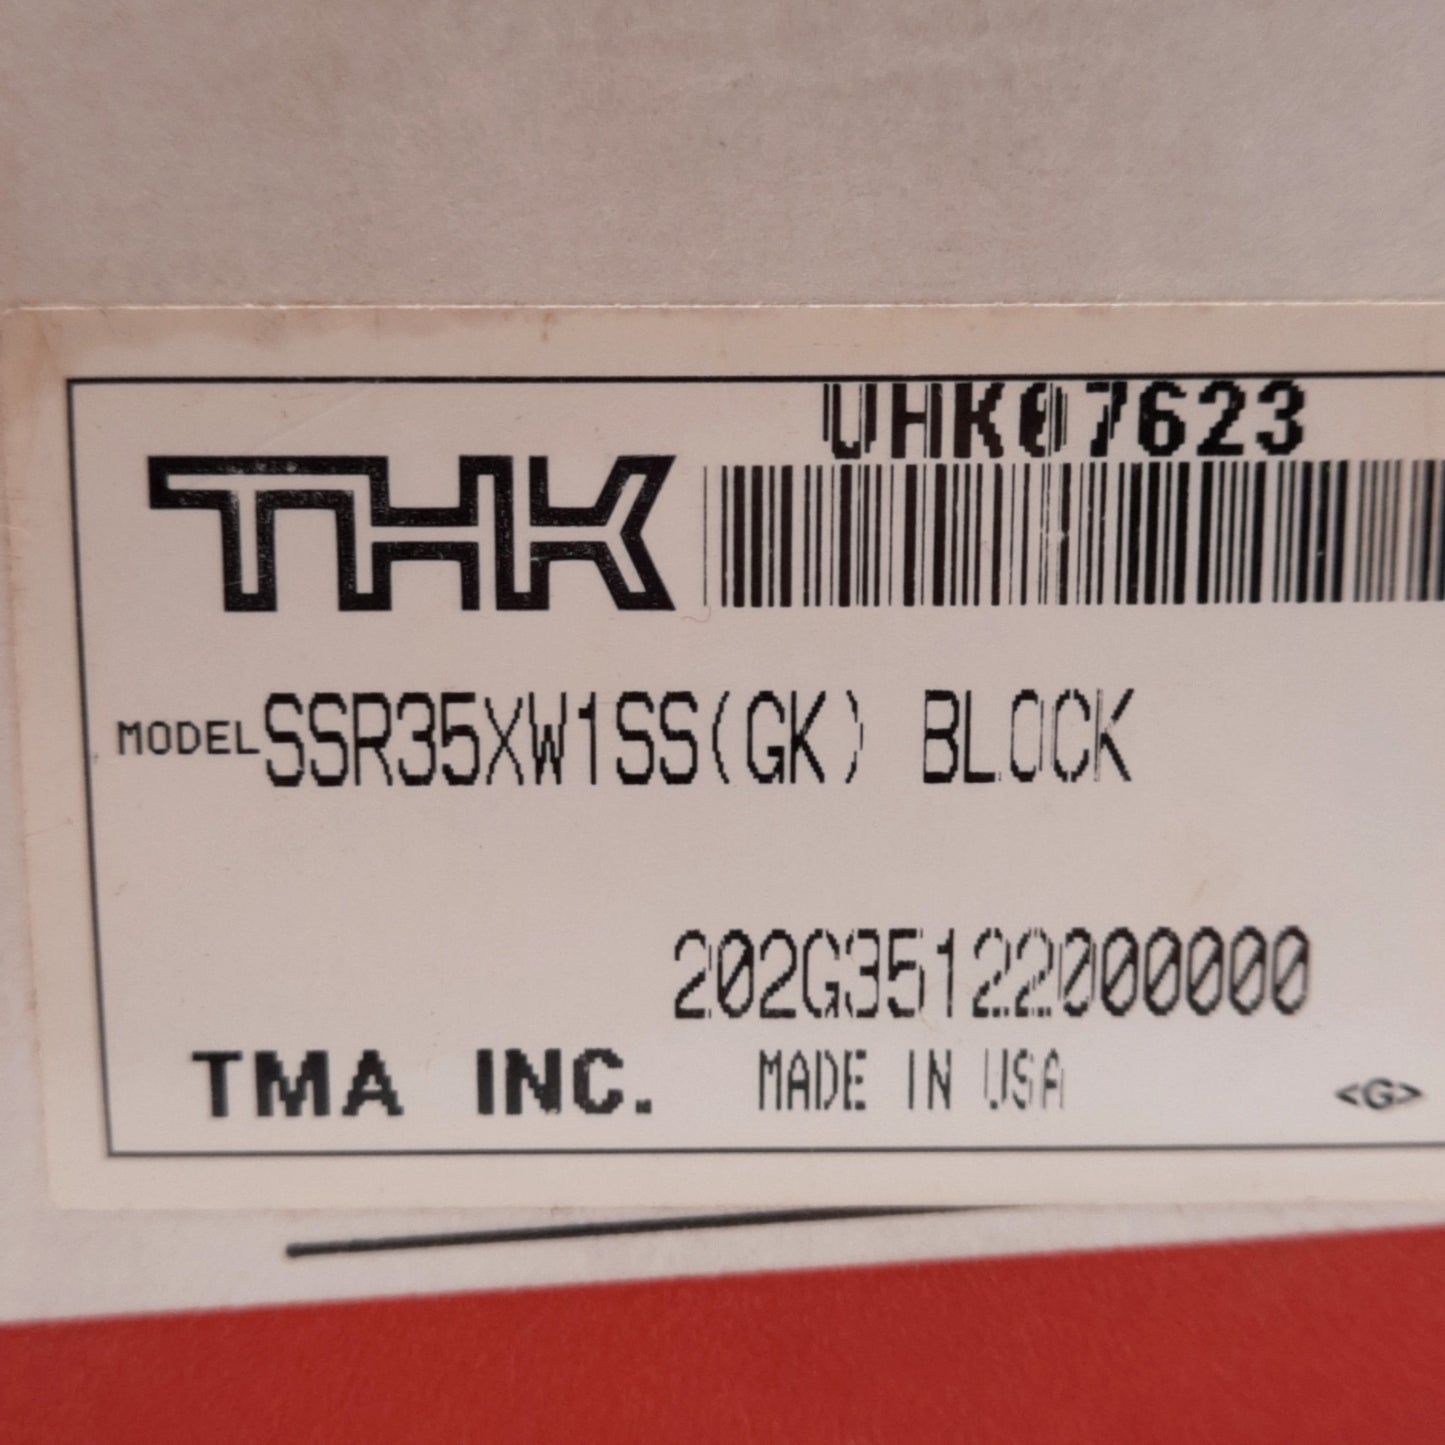 UHK07623
THK
MODEL SSR35XW1SS(GK) BLOCK
202G35122000000
TMA INC. MADE IN USA <G>